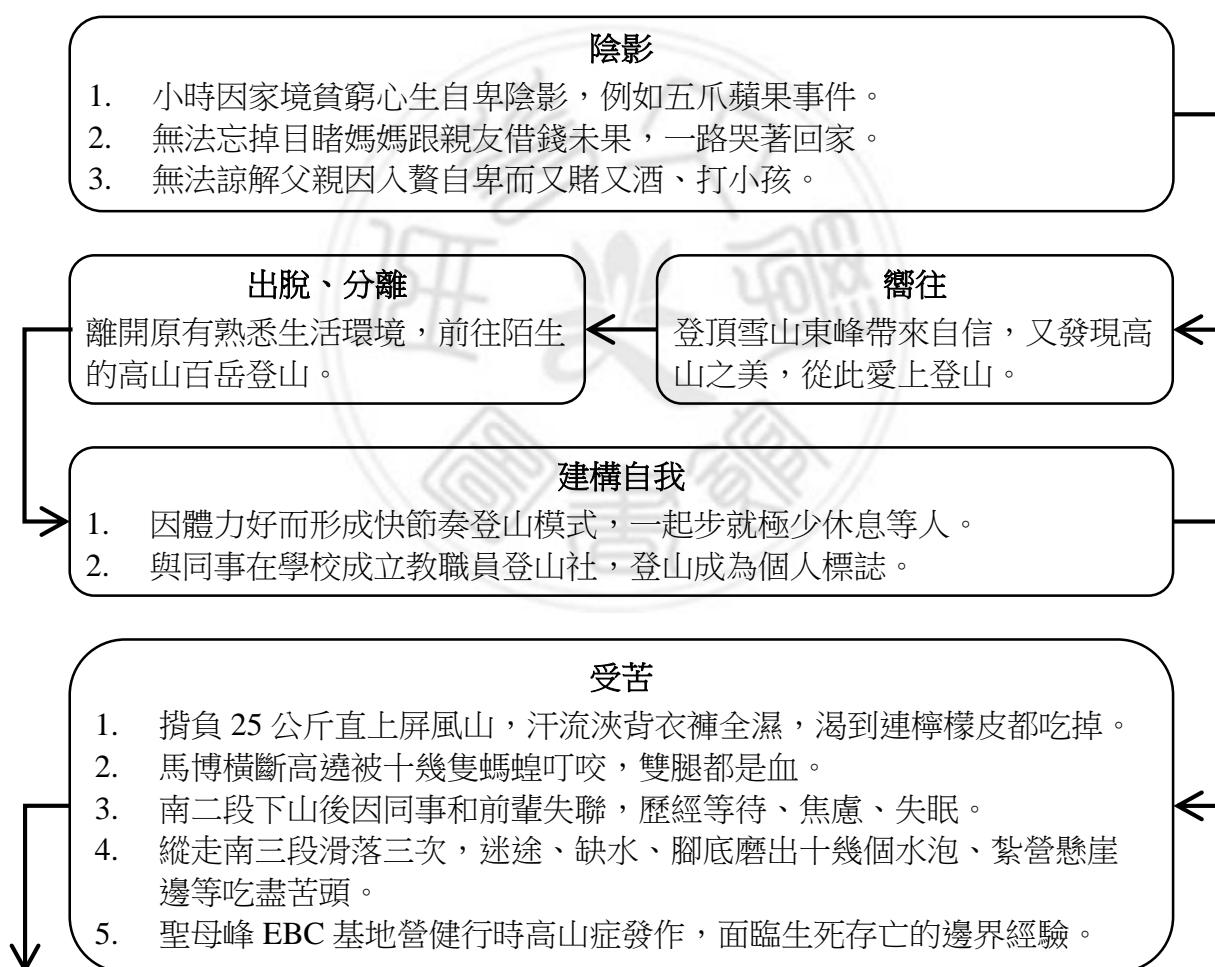 陰影
1. 小時因家境貧窮心生自卑陰影，例如五爪蘋果事件。
2. 無法忘掉目睹媽媽跟親友借錢未果，一路哭著回家。
3. 無法諒解父親因入贅自卑而又賭又酒、打小孩。
出脫、分離
離開原有熟悉生活環境，前往陌生
的高山百岳登山。
嚮往
登頂雪山東峰帶來自信，又發現高
山之美，從此愛上登山。
建構自我
1. 因體力好而形成快節奏登山模式，一起步就極少休息等人。
2. 與同事在學校成立教職員登山社，登山成為個人標誌。
受苦
1. 揹負 25 公斤直上屏風山，汗流浹背衣褲全濕，渴到連檸檬皮都吃掉。
2. 馬博橫斷高遶被十幾隻螞蝗叮咬，雙腿都是血。
3. 南二段下山後因同事和前輩失聯，歷經等待、焦慮、失眠。
4. 縱走南三段滑落三次，迷途、缺水、腳底磨出十幾個水泡、紮營懸崖
邊等吃盡苦頭。
5. 聖母峰 EBC 基地營健行時高山症發作，面臨生死存亡的邊界經驗。